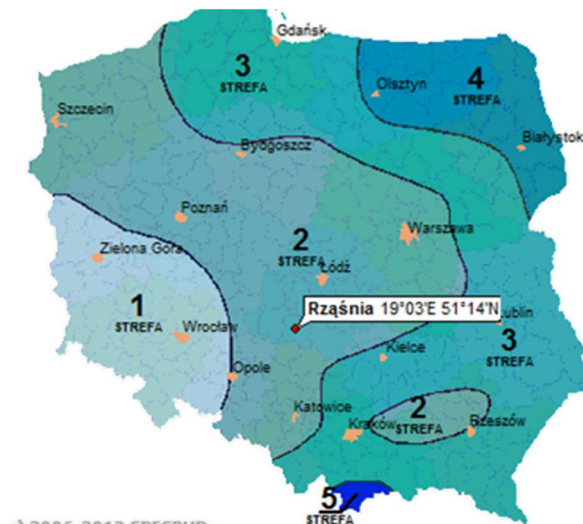 Gdańsk
3
STREFA
4
STREFA
Olsztyn
Szczecin
Białystok
Bydgoszcz
Poznań
Warszawa
2
STREFA
Zielona Góra
Łódź
1
STREFA
Rząśnia 19°03'E 51°14'N
Lublin
3
STREFA
Wrocław
Kielce
Opole
Katowice
2
STREFA
Kraków
Rzeszów
5
STREFA